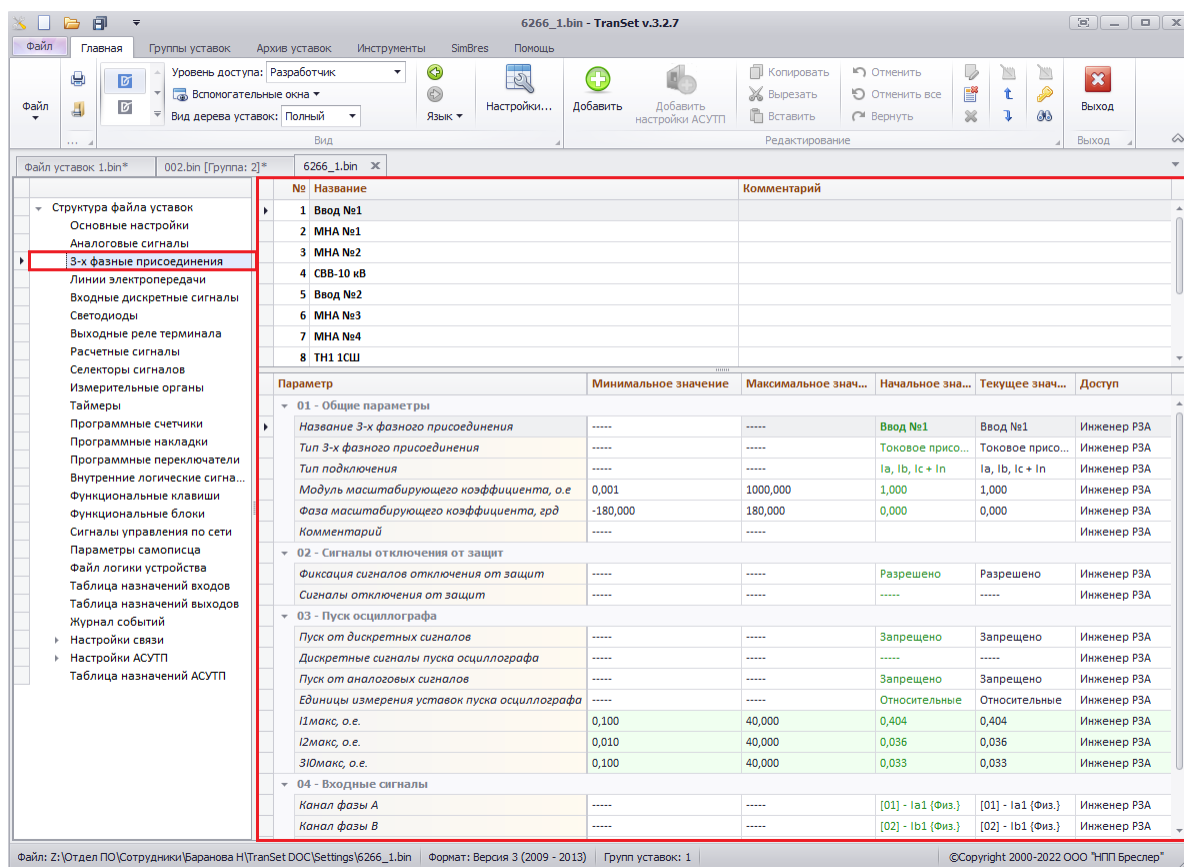 6266_1.bin - TranSet v.3.2.7
Файл Главная Группы уставок Архив уставок Инструменты SimBres Помощь
Уровень доступа: Разработчик
Вспомогательные окна
Вид дерева уставок: Полный
Файл
Язык
Настройки...
Добавить
Добавить настройки АСУТП
Копировать Отменить
Вырезать Отменить все
Вставить Вернуть
Выход
... Вид Редактирование Выход
Файл уставок 1.bin* 002.bin [Группа: 2]* 6266_1.bin
Структура файла уставок
Основные настройки
Аналоговые сигналы
3-х фазные присоединения
Линии электропередачи
Входные дискретные сигналы
Светодиоды
Выходные реле терминала
Расчетные сигналы
Селекторы сигналов
Измерительные органы
Таймеры
Программные счетчики
Программные накладки
Программные переключатели
Внутренние логические сигна...
Функциональные клавиши
Функциональные блоки
Сигналы управления по сети
Параметры самописца
Файл логики устройства
Таблица назначений входов
Таблица назначений выходов
Журнал событий
Настройки связи
Настройки АСУТП
Таблица назначений АСУТП
№ Название Комментарий
1 Ввод №1
2 МНА №1
3 МНА №2
4 СВВ-10 кВ
5 Ввод №2
6 МНА №3
7 МНА №4
8 ТН1 1СШ
Параметр Минимальное значение Максимальное знач... Начальное зна... Текущее знач... Доступ
01 - Общие параметры
Название 3-х фазного присоединения ----- ----- Ввод №1 Ввод №1 Инженер РЗА
Тип 3-х фазного присоединения ----- ----- Токовое присо... Токовое присо... Инженер РЗА
Тип подключения ----- ----- Ia, Ib, Ic + In Ia, Ib, Ic + In Инженер РЗА
Модуль масштабирующего коэффициента, о.е 0,001 1000,000 1,000 1,000 Инженер РЗА
Фаза масштабирующего коэффициента, грд -180,000 180,000 0,000 0,000 Инженер РЗА
Комментарий ----- ----- Инженер РЗА
02 - Сигналы отключения от защит
Фиксация сигналов отключения от защит ----- ----- Разрешено Разрешено Инженер РЗА
Сигналы отключения от защит ----- ----- ----- ----- Инженер РЗА
03 - Пуск осциллографа
Пуск от дискретных сигналов ----- ----- Запрещено Запрещено Инженер РЗА
Дискретные сигналы пуска осциллографа ----- ----- ----- ----- Инженер РЗА
Пуск от аналоговых сигналов ----- ----- Запрещено Запрещено Инженер РЗА
Единицы измерения уставок пуска осциллографа ----- ----- Относительные Относительные Инженер РЗА
I1макс, о.е. 0,100 40,000 0,404 0,404 Инженер РЗА
I2макс, о.е. 0,010 40,000 0,036 0,036 Инженер РЗА
3I0макс, о.е. 0,100 40,000 0,033 0,033 Инженер РЗА
04 - Входные сигналы
Канал фазы A ----- ----- [01] - Ia1 {Физ.} [01] - Ia1 {Физ.} Инженер РЗА
Канал фазы B ----- ----- [02] - Ib1 {Физ.} [02] - Ib1 {Физ.} Инженер РЗА
Файл: Z:\Отдел ПО\Сотрудники\Баранова Н\TranSet DOC\Settings\6266_1.bin Формат: Версия 3 (2009 - 2013) Групп уставок: 1 ©Copyright 2000-2022 ООО "НПП Бреслер"